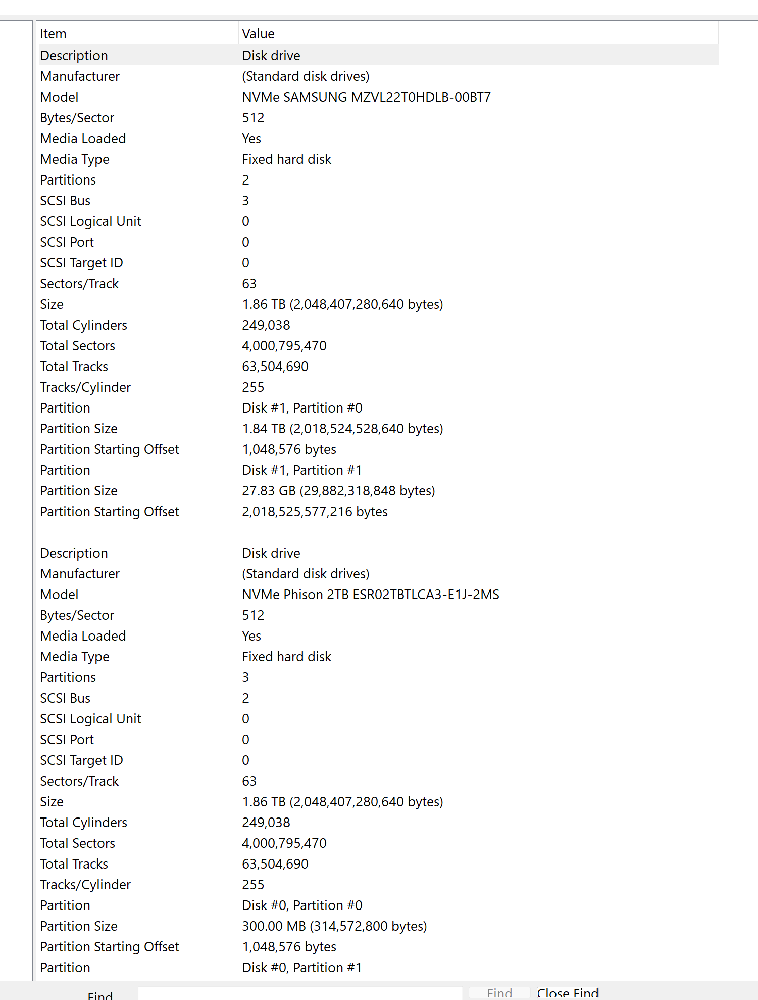 Item Value
Description Disk drive
Manufacturer (Standard disk drives)
Model NVMe SAMSUNG MZVL22T0HDLB-00BT7
Bytes/Sector 512
Media Loaded Yes
Media Type Fixed hard disk
Partitions 2
SCSI Bus 3
SCSI Logical Unit 0
SCSI Port 0
SCSI Target ID 0
Sectors/Track 63
Size 1.86 TB (2,048,407,280,640 bytes)
Total Cylinders 249,038
Total Sectors 4,000,795,470
Total Tracks 63,504,690
Tracks/Cylinder 255
Partition Disk #1, Partition #0
Partition Size 1.84 TB (2,018,524,528,640 bytes)
Partition Starting Offset 1,048,576 bytes
Partition Disk #1, Partition #1
Partition Size 27.83 GB (29,882,318,848 bytes)
Partition Starting Offset 2,018,525,577,216 bytes
Description Disk drive
Manufacturer (Standard disk drives)
Model NVMe Phison 2TB ESR02TBTLCA3-E1J-2MS
Bytes/Sector 512
Media Loaded Yes
Media Type Fixed hard disk
Partitions 3
SCSI Bus 2
SCSI Logical Unit 0
SCSI Port 0
SCSI Target ID 0
Sectors/Track 63
Size 1.86 TB (2,048,407,280,640 bytes)
Total Cylinders 249,038
Total Sectors 4,000,795,470
Total Tracks 63,504,690
Tracks/Cylinder 255
Partition Disk #0, Partition #0
Partition Size 300.00 MB (314,572,800 bytes)
Partition Starting Offset 1,048,576 bytes
Partition Disk #0, Partition #1
Find Find Close Find